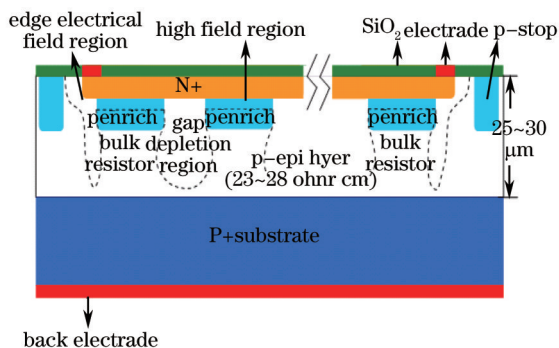 edge electrical
field region
high field region
SiO2 electrade p-stop
N+
penrich
penrich
penrich
bulk
resistor
gap
depletion
region
p-epi hyer
(23~28 ohnr cm)
bulk
resistor
25~30
μm
P+substrate
back electrade